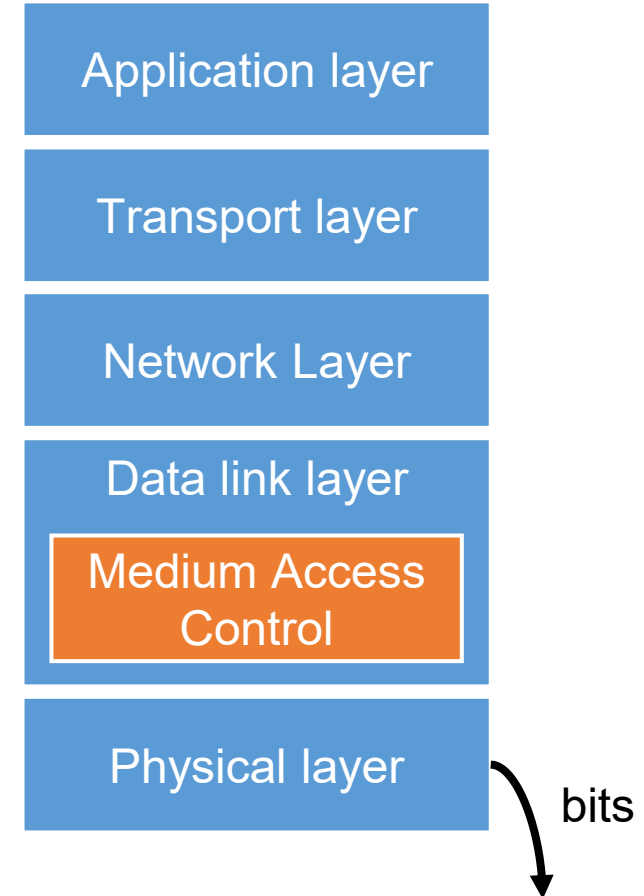 Application layer
Transport layer
Network Layer
Data link layer
Medium Access
Control
Physical layer
bits